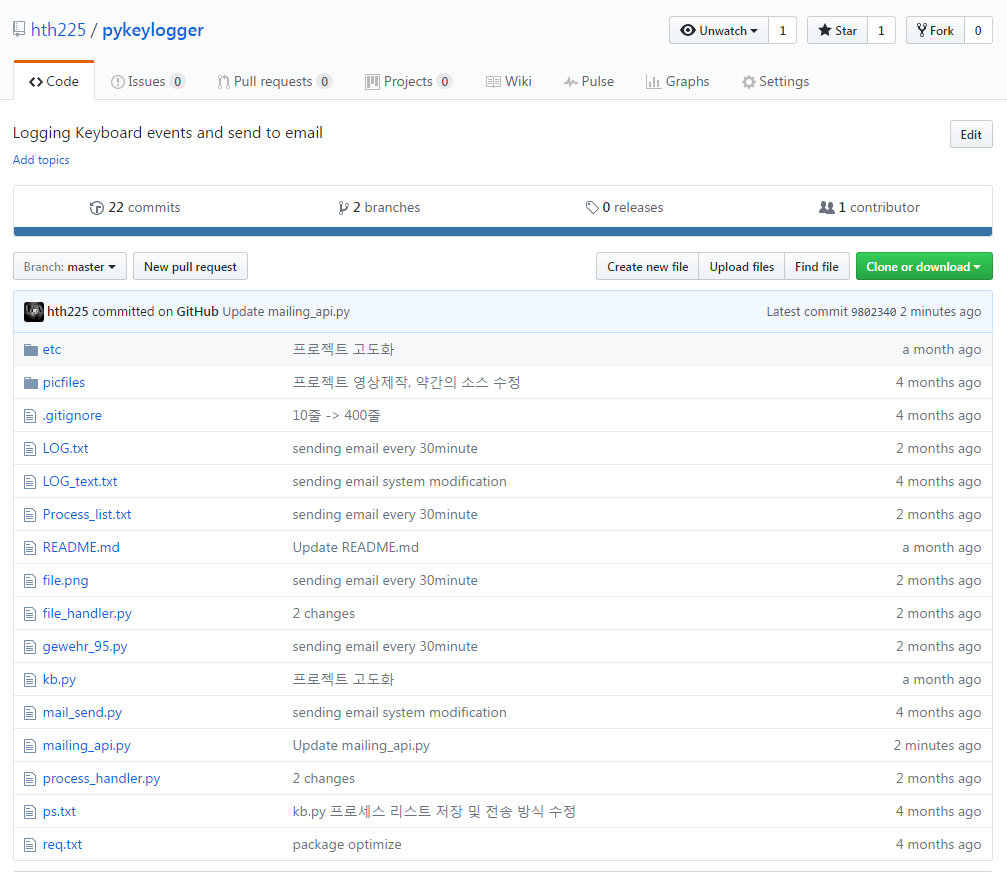 hth225 / pykeylogger
Unwatch 1 Star 1 Fork 0
Code Issues 0 Pull requests 0 Projects 0 Wiki Pulse Graphs Settings
Logging Keyboard events and send to email Edit
Add topics
22 commits 2 branches 0 releases 1 contributor
Branch: master New pull request Create new file Upload files Find file Clone or download
hth225 committed on GitHub Update mailing_api.py Latest commit 9802340 2 minutes ago
etc 프로젝트 고도화 a month ago
picfiles 프로젝트 영상제작, 약간의 소스 수정 4 months ago
.gitignore 10줄 -> 400줄 4 months ago
LOG.txt sending email every 30minute 2 months ago
LOG_text.txt sending email system modification 4 months ago
Process_list.txt sending email every 30minute 2 months ago
README.md Update README.md a month ago
file.png sending email every 30minute 2 months ago
file_handler.py 2 changes 2 months ago
gewehr_95.py sending email every 30minute 2 months ago
kb.py 프로젝트 고도화 a month ago
mail_send.py sending email system modification 4 months ago
mailing_api.py Update mailing_api.py 2 minutes ago
process_handler.py 2 changes 2 months ago
ps.txt kb.py 프로세스 리스트 저장 및 전송 방식 수정 4 months ago
req.txt package optimize 4 months ago